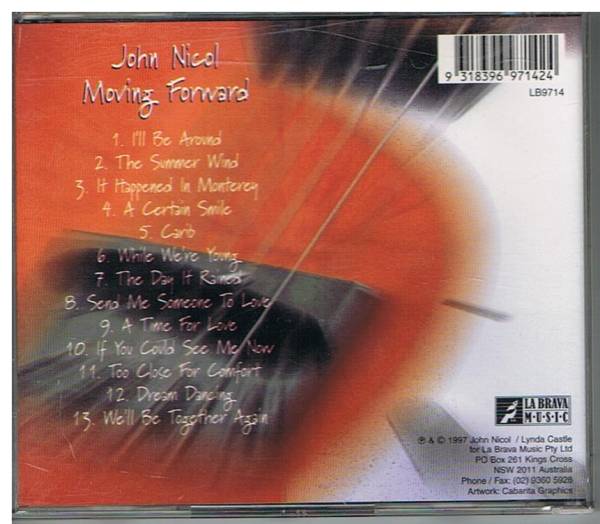 John Nicol
Moving Forward
1. I'll Be Around
2. The Summer Wind
3. It Happened In Monterey
4. A Certain Smile
5. Carib
6. While We're Young
7. The Day It Rained
8. Send Me Someone To Love
9. A Time For Love
10. If You Could See Me Now
11. Too Close For Comfort
12. Dream Dancing
13. We'll Be Together Again
9 318396 971424
LB9714
LA BRAVA
MUSIC
℗ & © 1997 John Nicol / Lynda Castle
for La Brava Music Pty Ltd
PO Box 261 Kings Cross
NSW 2011 Australia
Phone / Fax: (02) 9360 5926
Artwork: Cabarita Graphics